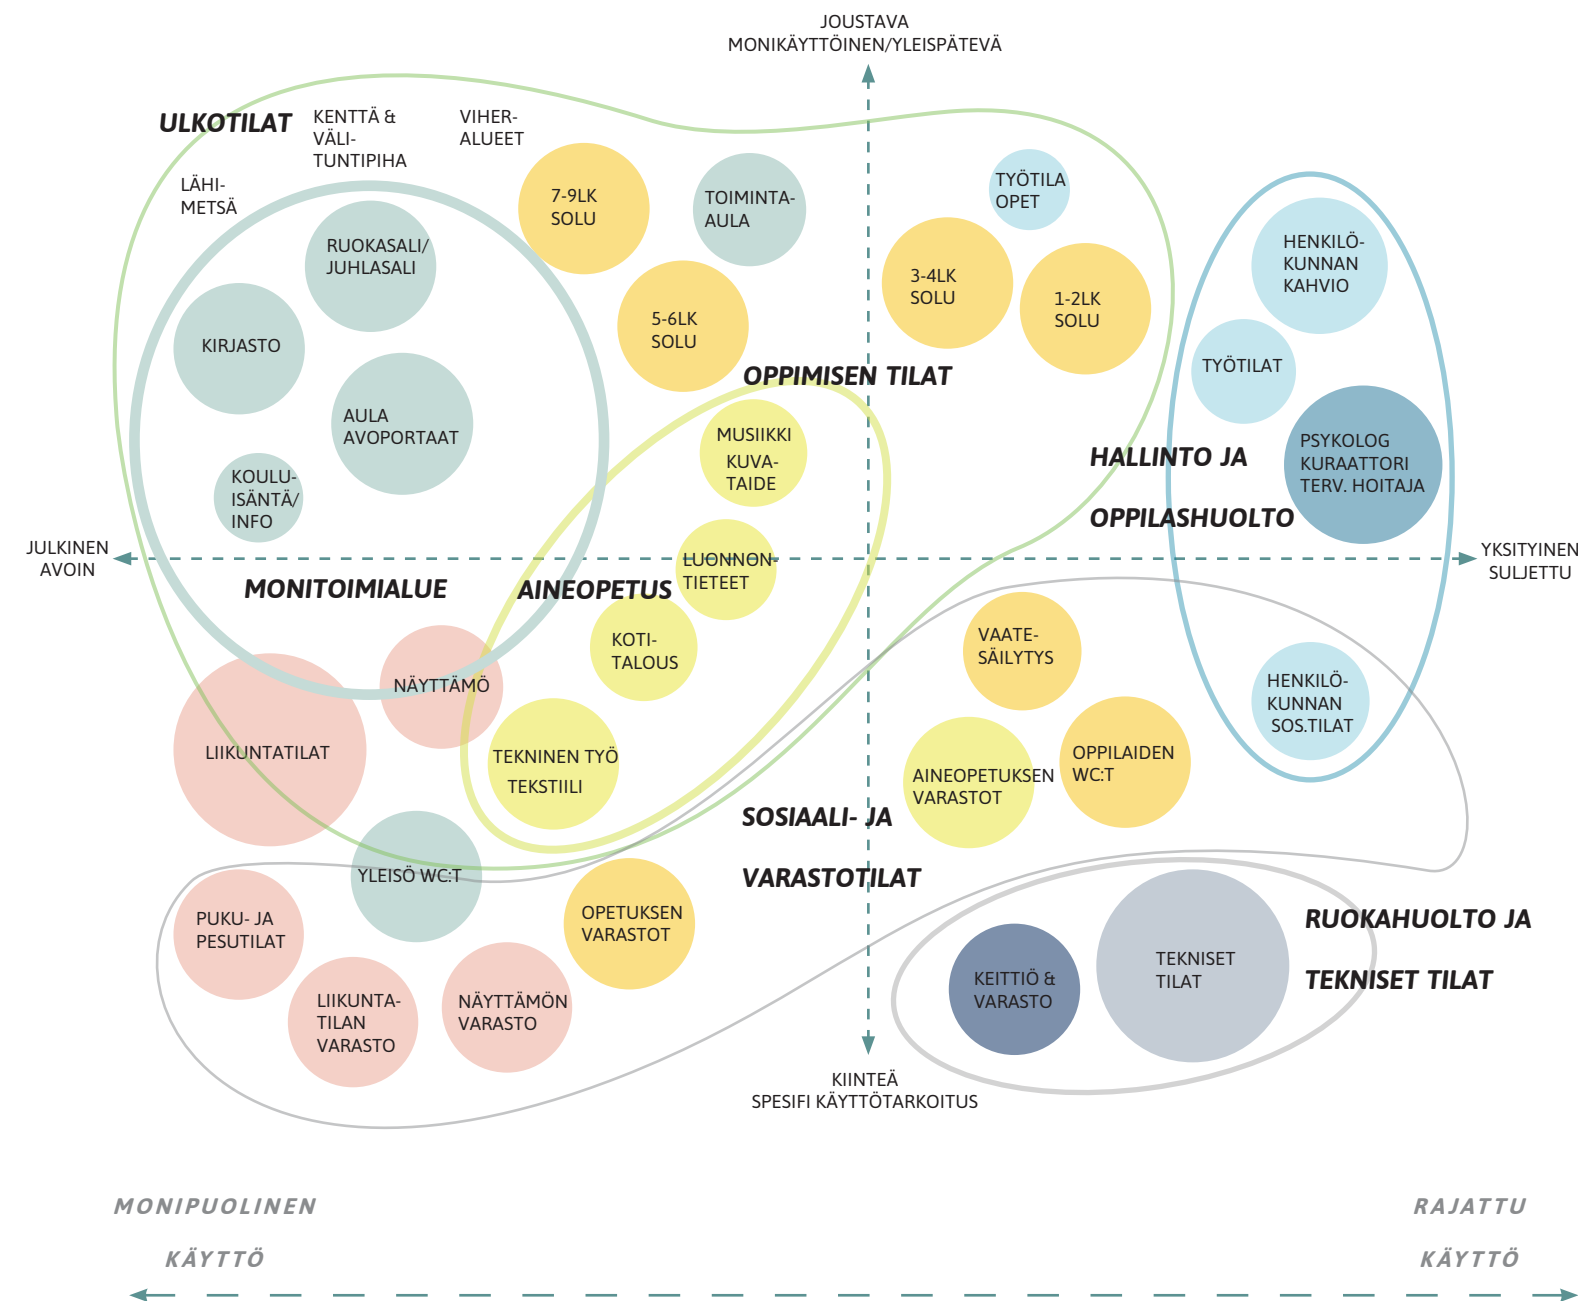 JOUSTAVA
MONIKÄYTTÖINEN/YLEISPÄTEVÄ
ULKOTILAT
KENTTÄ &
VÄLI-
TUNTIPIHA
VIHER-
ALUEET
LÄHI-
METSÄ
7-9LK
SOLU
TOIMINTA-
AULA
TYÖTILA
OPET
RUOKASALI/
JUHLASALI
3-4LK
SOLU
1-2LK
SOLU
HENKILÖ-
KUNNAN
KAHVIO
KIRJASTO
5-6LK
SOLU
OPPIMISEN TILAT
TYÖTILAT
AULA
AVOPORTAAT
MUSIIKKI
KUVA-
TAIDE
HALLINTO JA
OPPILASHUOLTO
PSYKOLOG
KURAATTORI
TERV. HOITAJA
KOULU-
ISÄNTÄ/
INFO
JULKINEN
AVOIN
YKSITYINEN
SULJETTU
MONITOIMIALUE
AINEOPETUS
LUONNON-
TIETEET
KOTI-
TALOUS
VAATE-
SÄILYTYS
HENKILÖ-
KUNNAN
SOS.TILAT
NÄYTTÄMÖ
LIIKUNTATILAT
TEKNINEN TYÖ
TEKSTIILI
AINEOPETUKSEN
VARASTOT
OPPILAIDEN
WC:T
SOSIAALI- JA
VARASTOTILAT
YLEISÖ WC:T
PUKU- JA
PESUTILAT
OPETUKSEN
VARASTOT
RUOKAHUOLTO JA
TEKNISET TILAT
LIIKUNTA-
TILAN
VARASTO
NÄYTTÄMÖN
VARASTO
KEITTIÖ &
VARASTO
TEKNISET
TILAT
KIINTEÄ
SPESIFI KÄYTTÖTARKOITUS
MONIPUOLINEN
KÄYTTÖ
RAJATTU
KÄYTTÖ